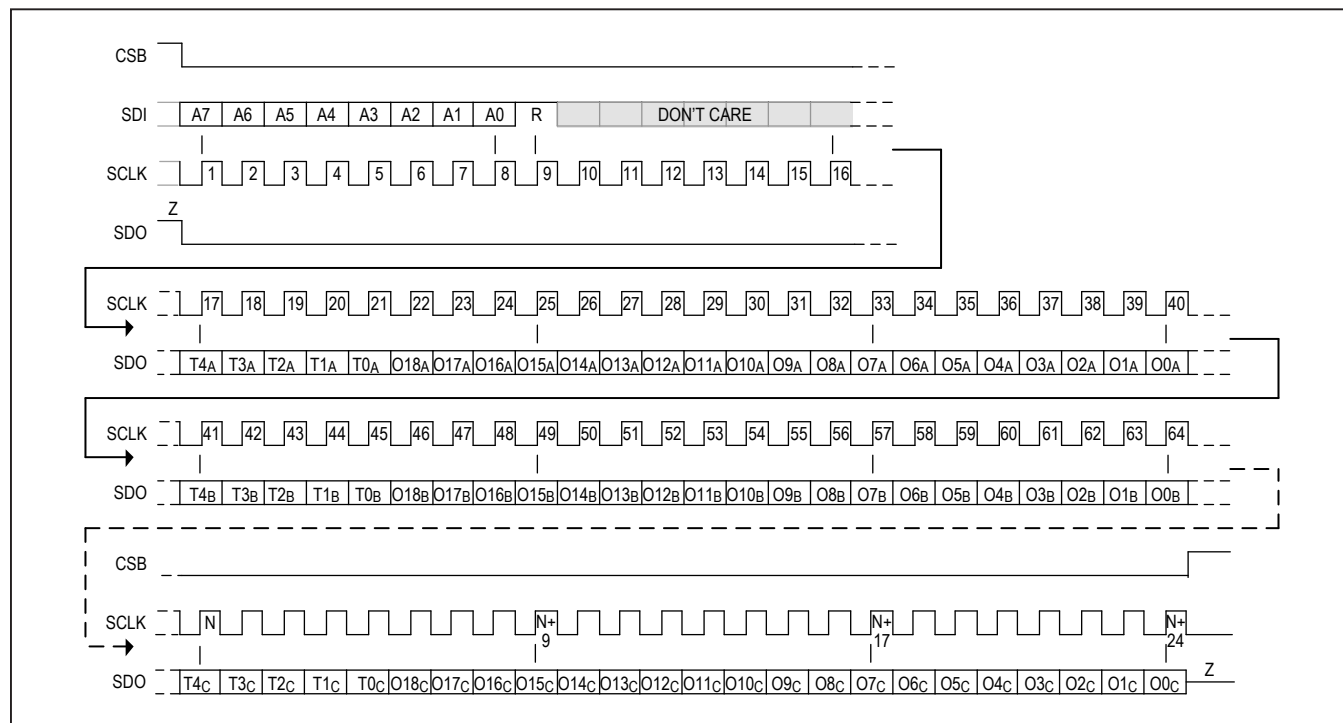 CSB
SDI A7 A6 A5 A4 A3 A2 A1 A0 R DON'T CARE
SCLK 1 2 3 4 5 6 7 8 9 10 11 12 13 14 15 16
Z
SDO
SCLK 17 18 19 20 21 22 23 24 25 26 27 28 29 30 31 32 33 34 35 36 37 38 39 40
SDO T4A T3A T2A T1A T0A O18A O17A O16A O15A O14A O13A O12A O11A O10A O9A O8A O7A O6A O5A O4A O3A O2A O1A O0A
SCLK 41 42 43 44 45 46 47 48 49 50 51 52 53 54 55 56 57 58 59 60 61 62 63 64
SDO T4B T3B T2B T1B T0B O18B O17B O16B O15B O14B O13B O12B O11B O10B O9B O8B O7B O6B O5B O4B O3B O2B O1B O0B
CSB
SCLK N N+ N+ N+
9 17 24
SDO T4C T3C T2C T1C T0C O18C O17C O16C O15C O14C O13C O12C O11C O10C O9C O8C O7C O6C O5C O4C O3C O2C O1C O0C Z